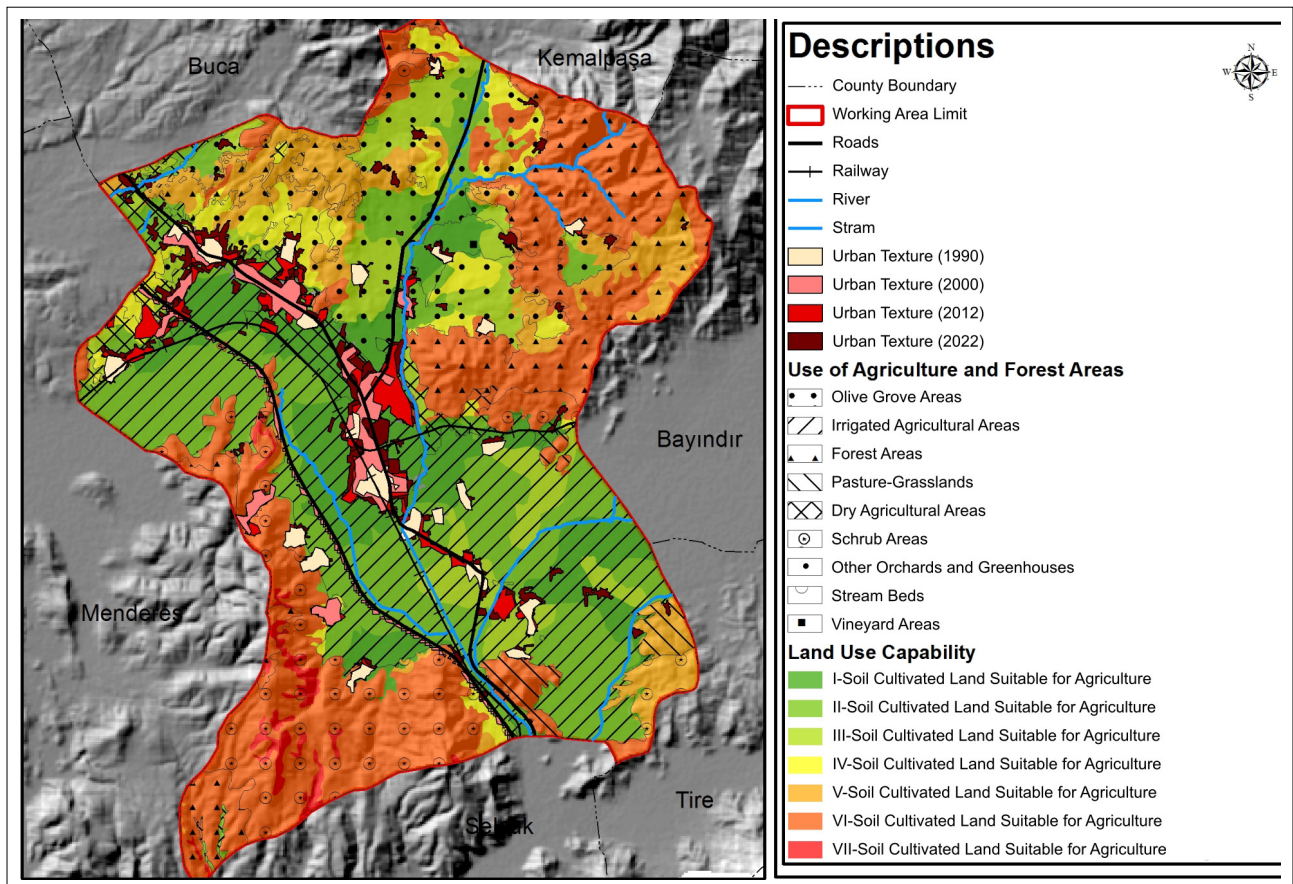 Buca
Kemalpaşa
Bayındır
Menderes
Tire
Selçuk
Descriptions
N
W E
S
County Boundary
Working Area Limit
Roads
Railway
River
Stram
Urban Texture (1990)
Urban Texture (2000)
Urban Texture (2012)
Urban Texture (2022)
Use of Agriculture and Forest Areas
Olive Grove Areas
Irrigated Agricultural Areas
Forest Areas
Pasture-Grasslands
Dry Agricultural Areas
Schrub Areas
Other Orchards and Greenhouses
Stream Beds
Vineyard Areas
Land Use Capability
I-Soil Cultivated Land Suitable for Agriculture
II-Soil Cultivated Land Suitable for Agriculture
III-Soil Cultivated Land Suitable for Agriculture
IV-Soil Cultivated Land Suitable for Agriculture
V-Soil Cultivated Land Suitable for Agriculture
VI-Soil Cultivated Land Suitable for Agriculture
VII-Soil Cultivated Land Suitable for Agriculture